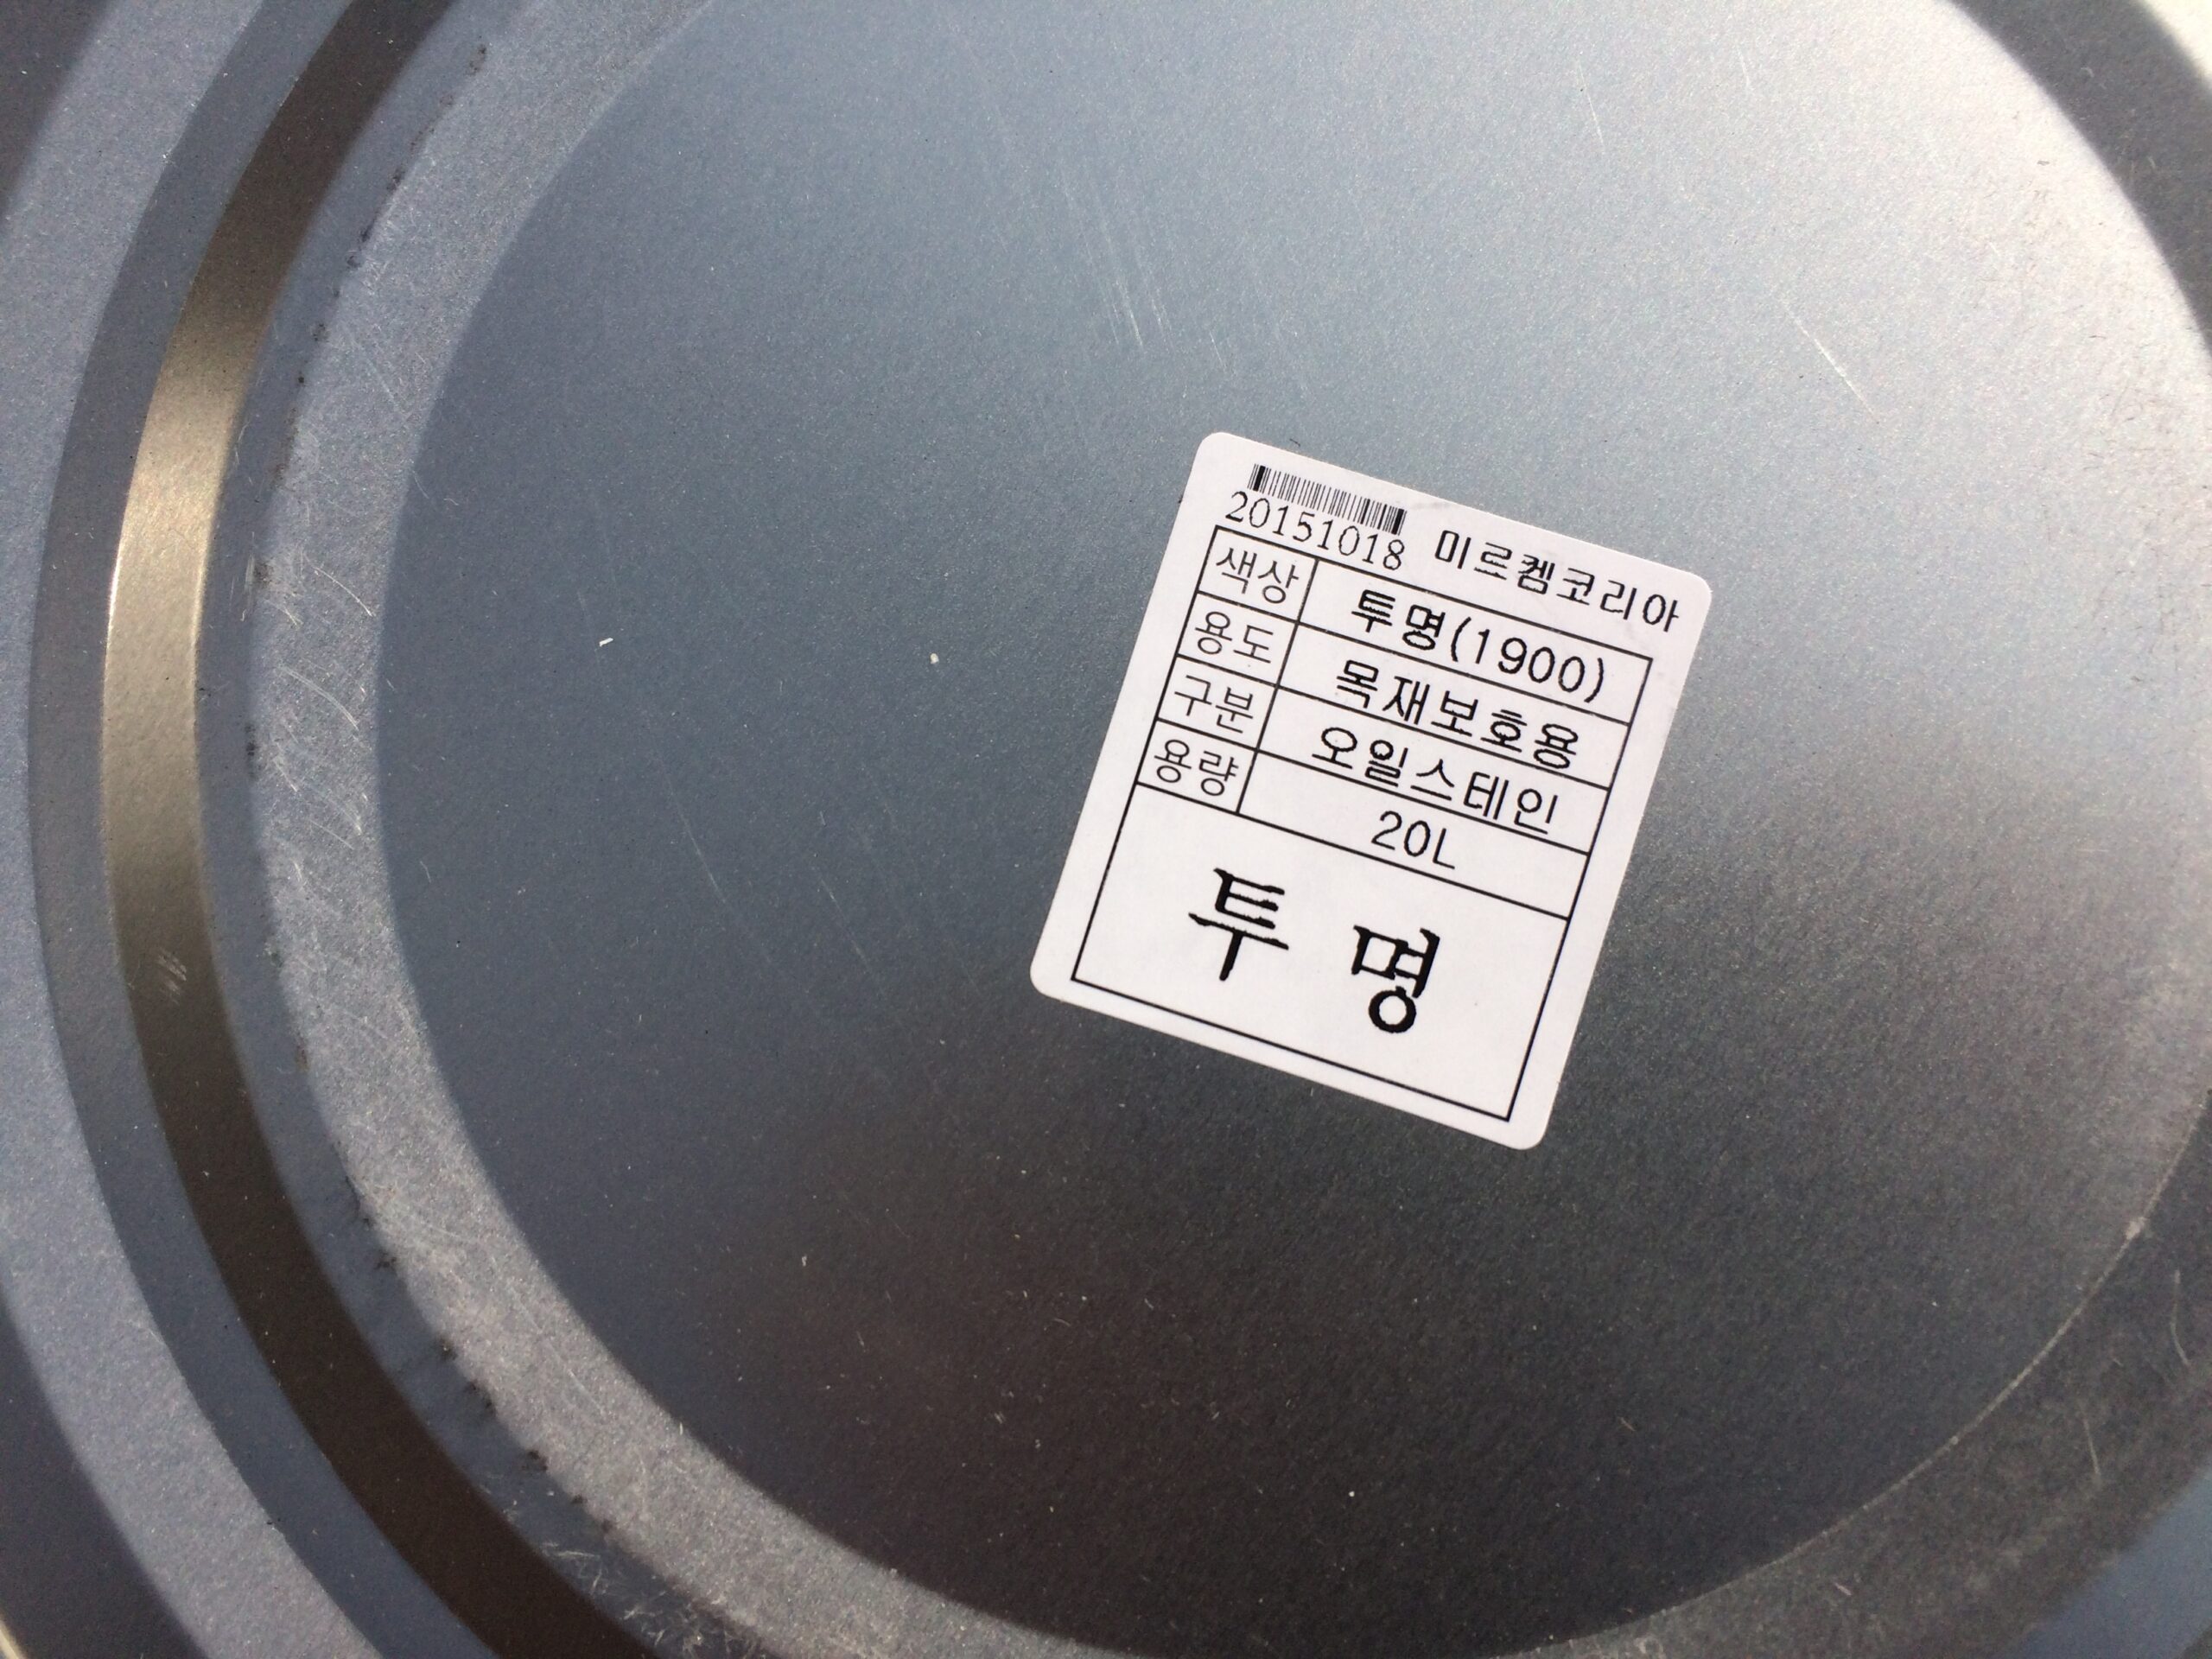 20151018 미르켐코리아
색상 투명(1900)
용도 목재보호용
구분 오일스테인
용량 20L
투 명